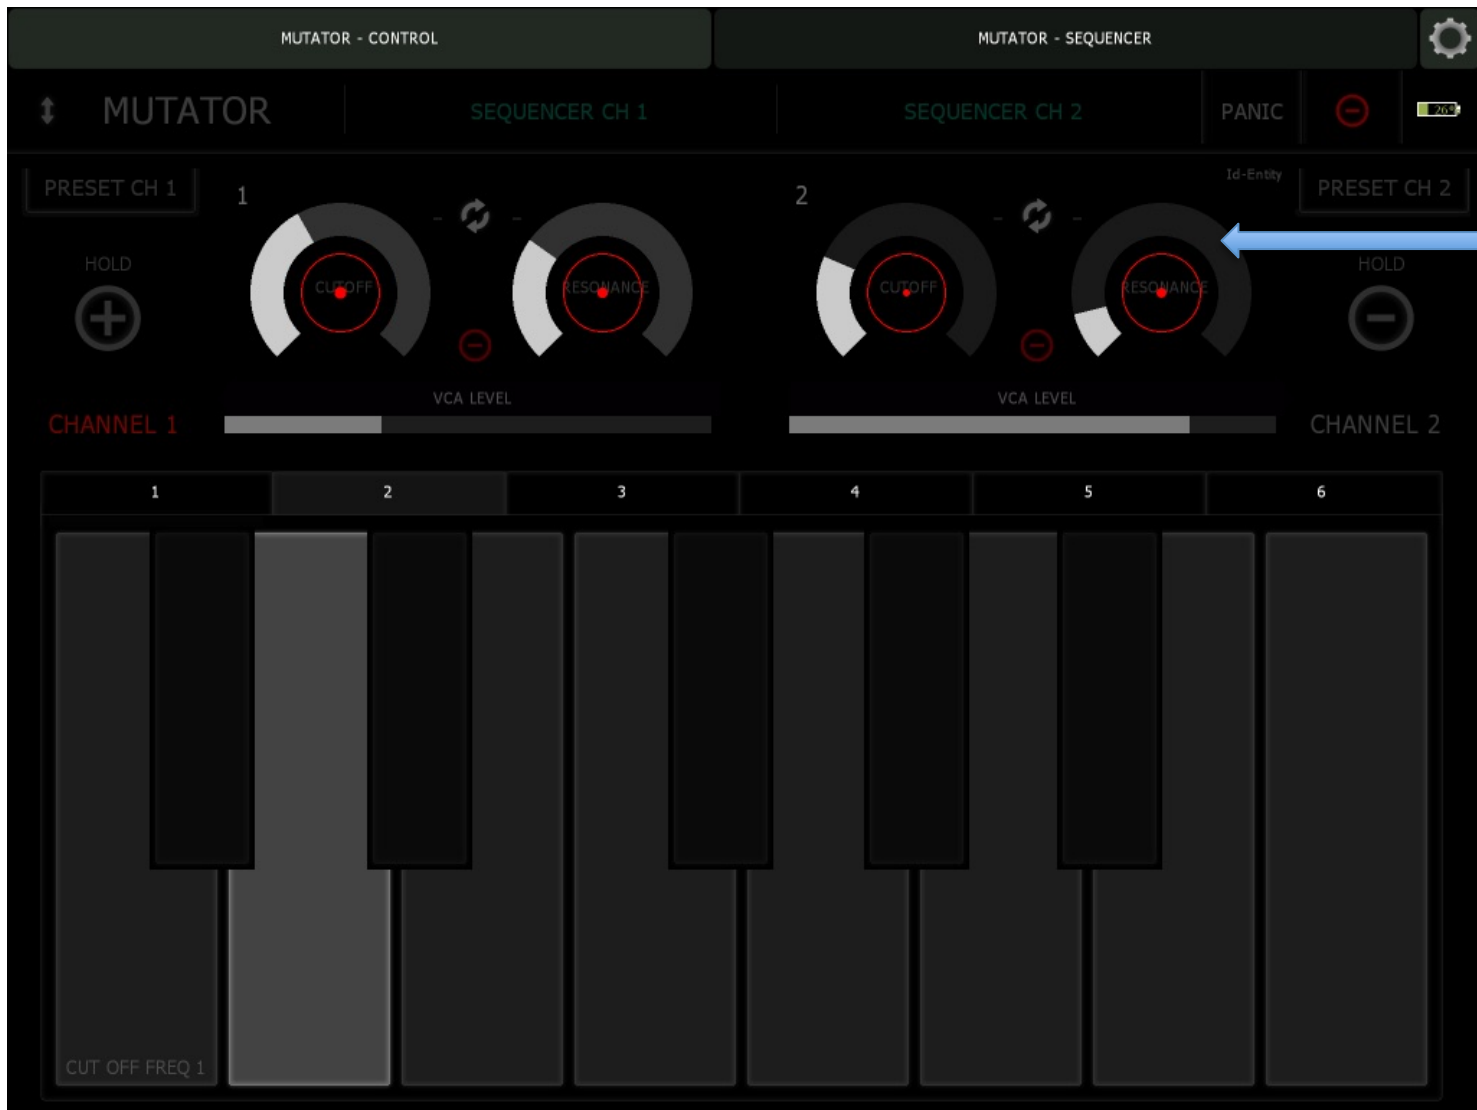 MUTATOR - CONTROL
MUTATOR - SEQUENCER
MUTATOR
SEQUENCER CH 1
SEQUENCER CH 2
PANIC
26%
PRESET CH 1
1
2
Id-Entity
PRESET CH 2
HOLD
CUTOFF
RESONANCE
CUTOFF
RESONANCE
HOLD
CHANNEL 1
VCA LEVEL
VCA LEVEL
CHANNEL 2
1
2
3
4
5
6
CUT OFF FREQ 1